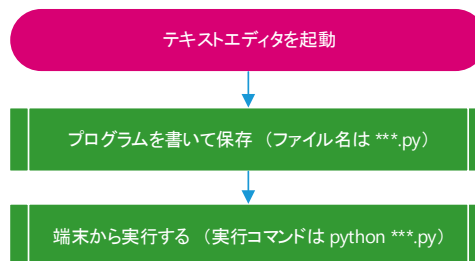 テキストエディタを起動
プログラムを書いて保存 （ファイル名は ***.py）
端末から実行する （実行コマンドは python ***.py）